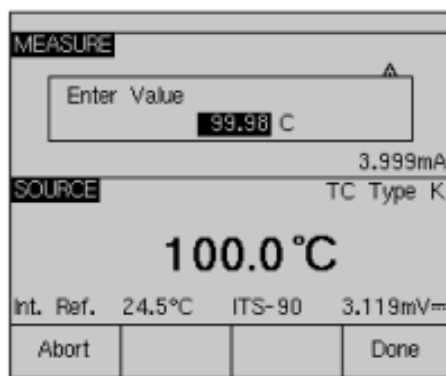 MEASURE
Enter Value
99.98 C
3.999mA
SOURCE TC Type K
100.0°C
Int. Ref. 24.5°C ITS-90 3.119mV⎓
Abort Done